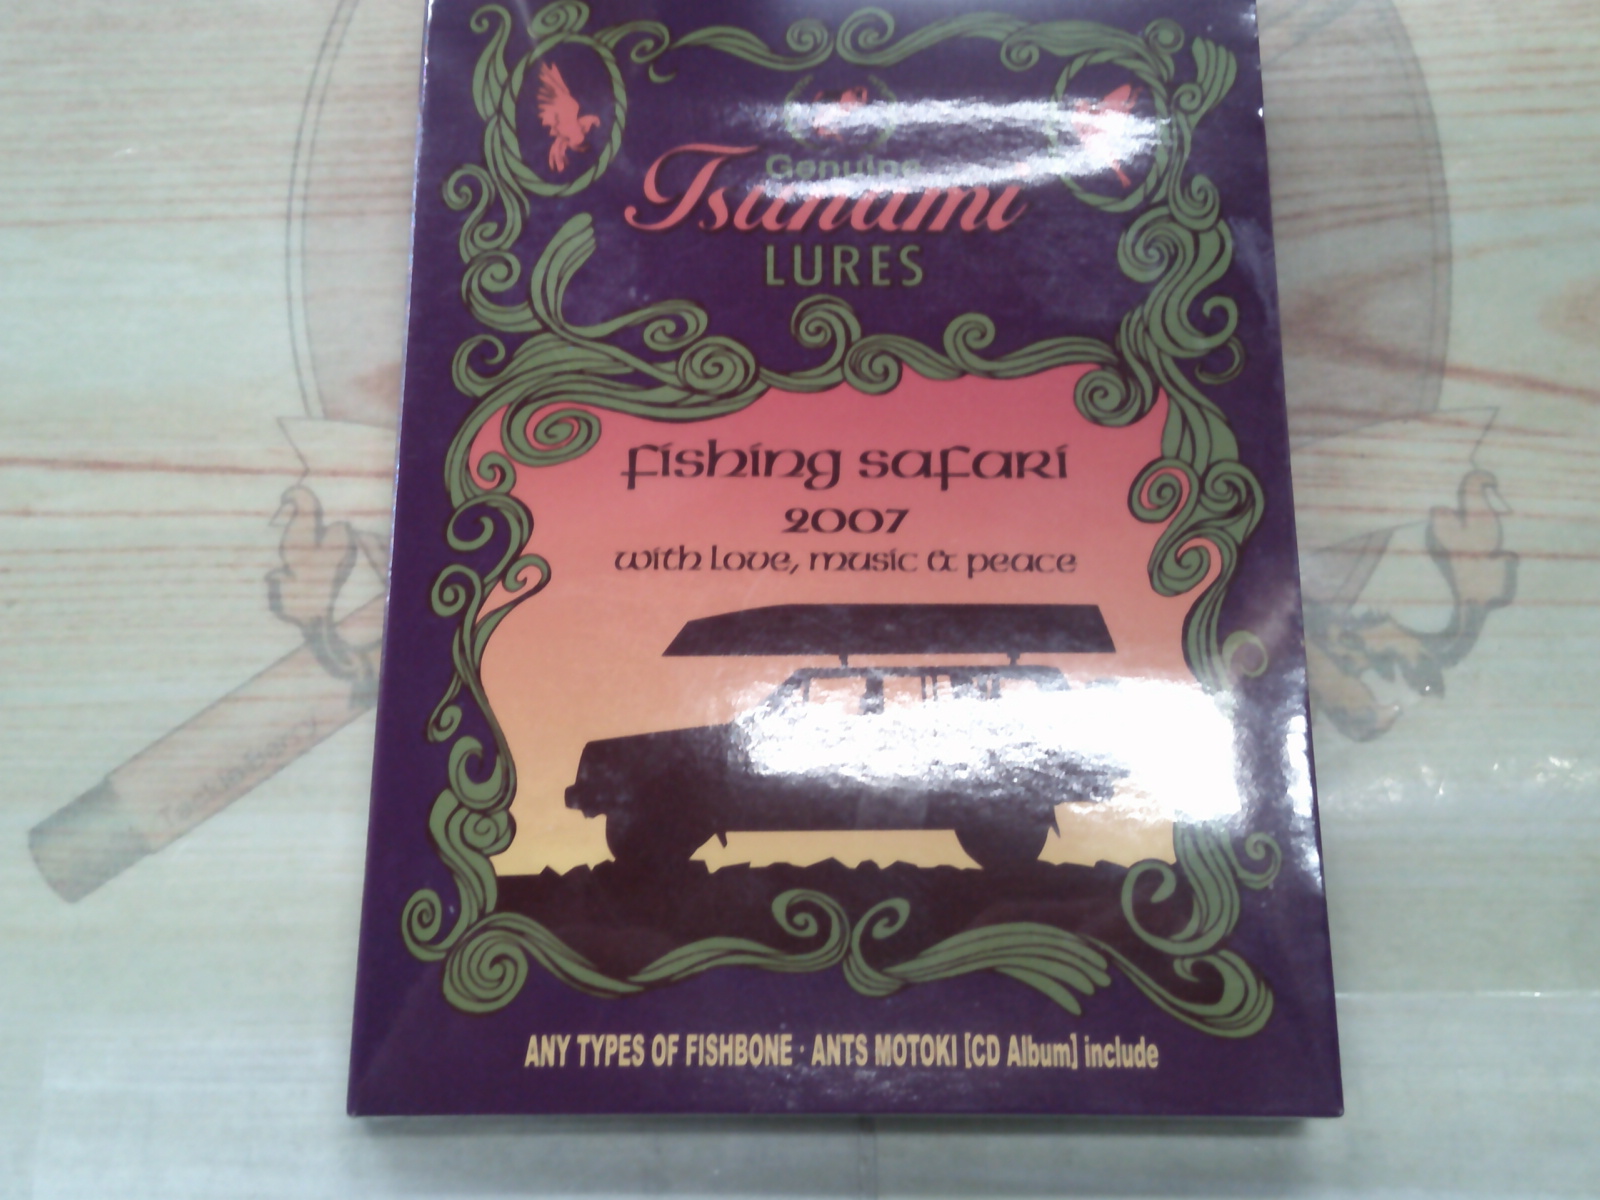 Genuine
Tsunami
LURES
fishing safari
2007
with love, music & peace
ANY TYPES OF FISHBONE · ANTS MOTOKI [CD Album] include